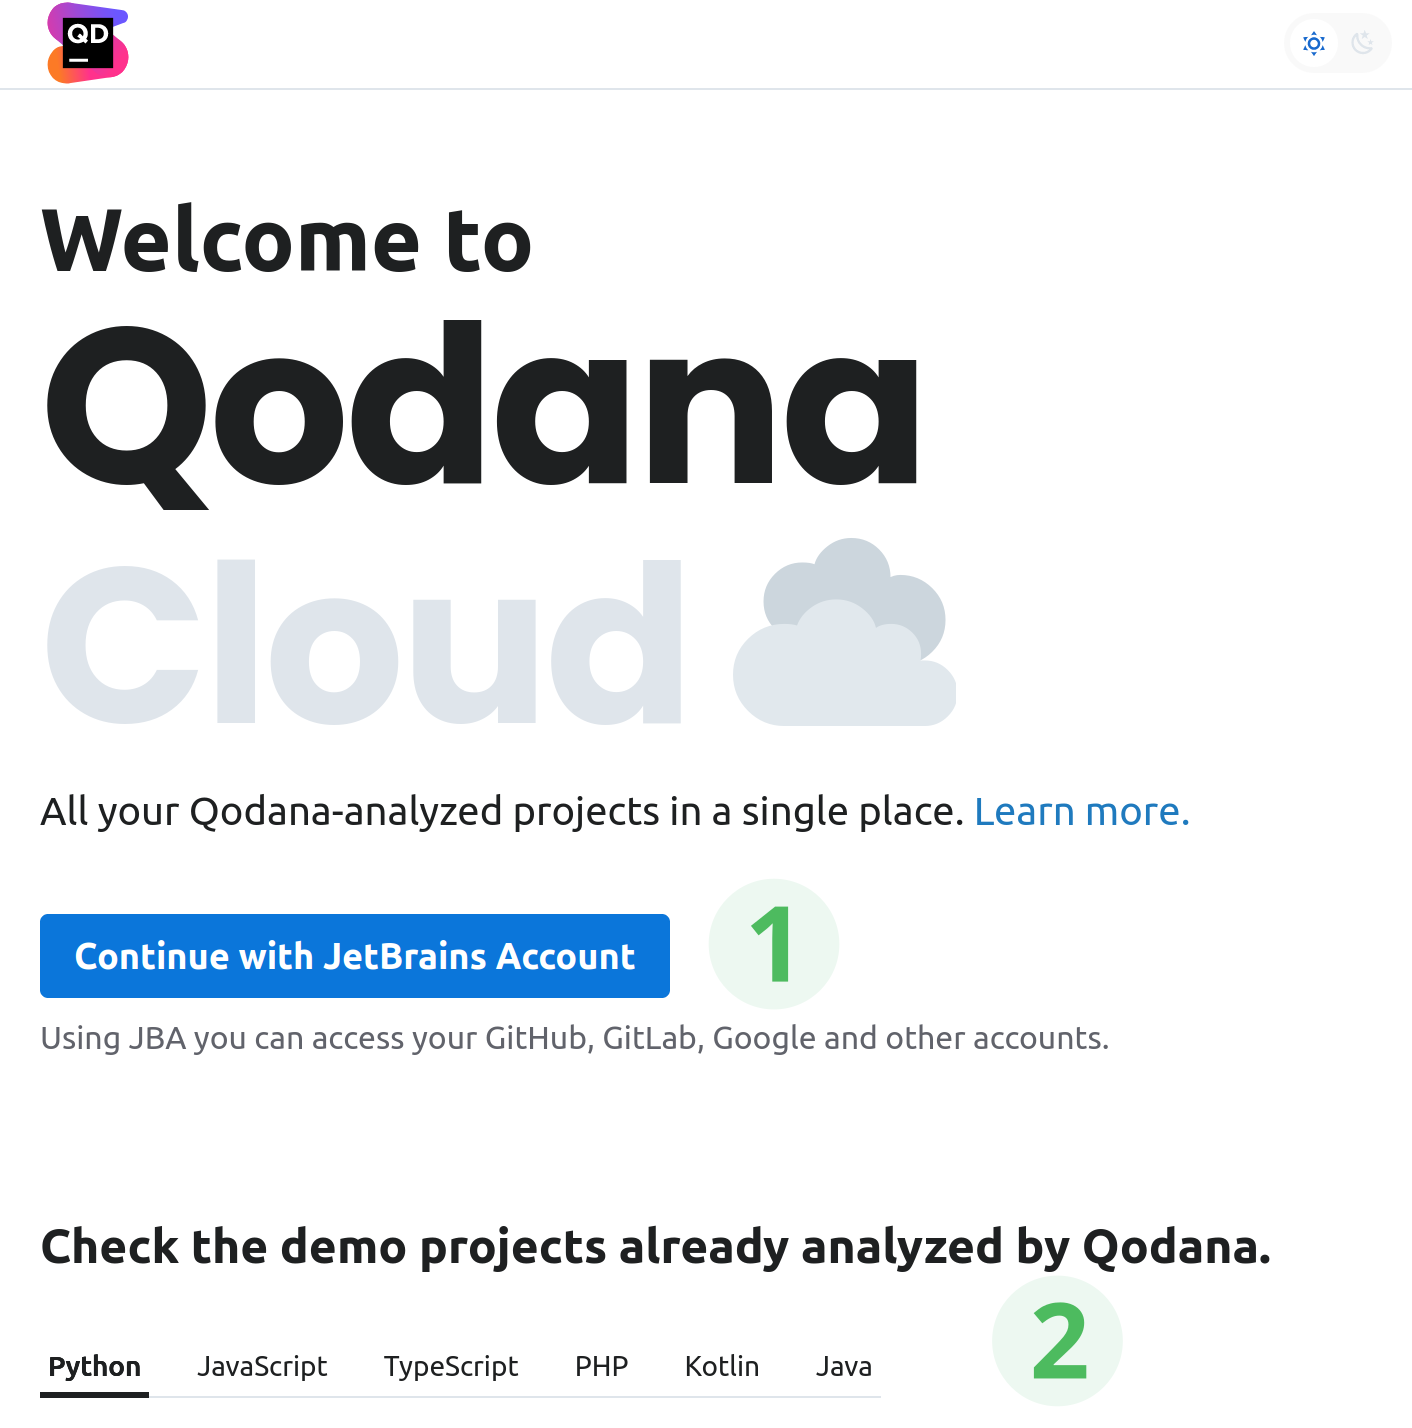 QD
Welcome to
Qodana
Cloud
All your Qodana-analyzed projects in a single place. Learn more.
Continue with JetBrains Account
1
Using JBA you can access your GitHub, GitLab, Google and other accounts.
Check the demo projects already analyzed by Qodana.
2
Python JavaScript TypeScript PHP Kotlin Java